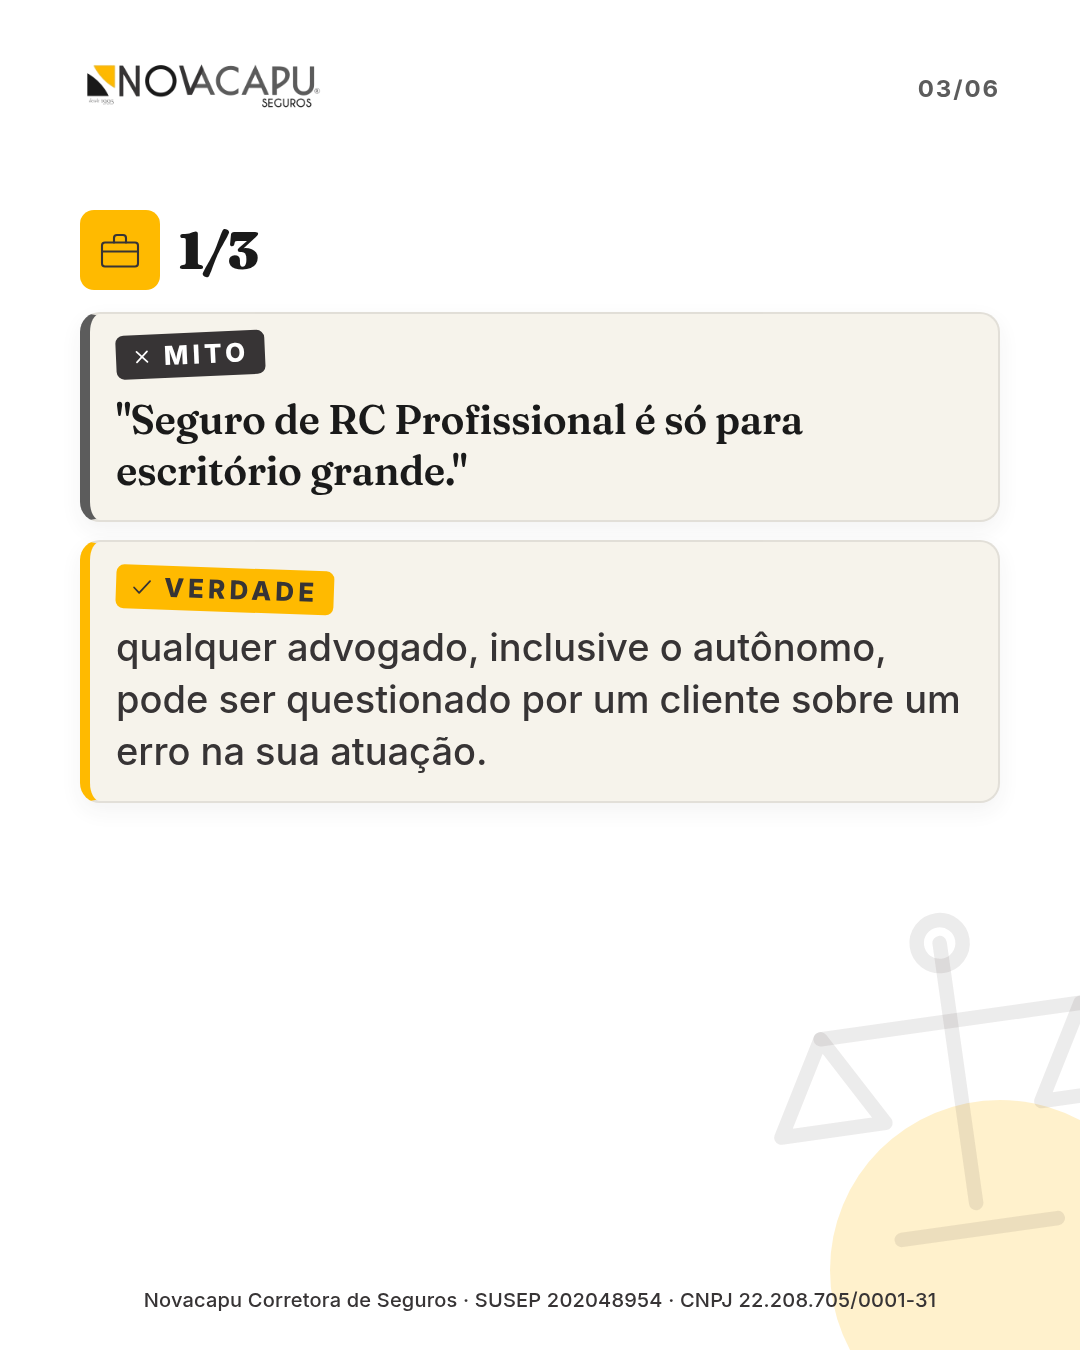 NOVACAPU®
SEGUROS
03/06
1/3
× MITO
"Seguro de RC Profissional é só para
escritório grande."
✓ VERDADE
qualquer advogado, inclusive o autônomo,
pode ser questionado por um cliente sobre um
erro na sua atuação.
Novacapu Corretora de Seguros · SUSEP 202048954 · CNPJ 22.208.705/0001-31